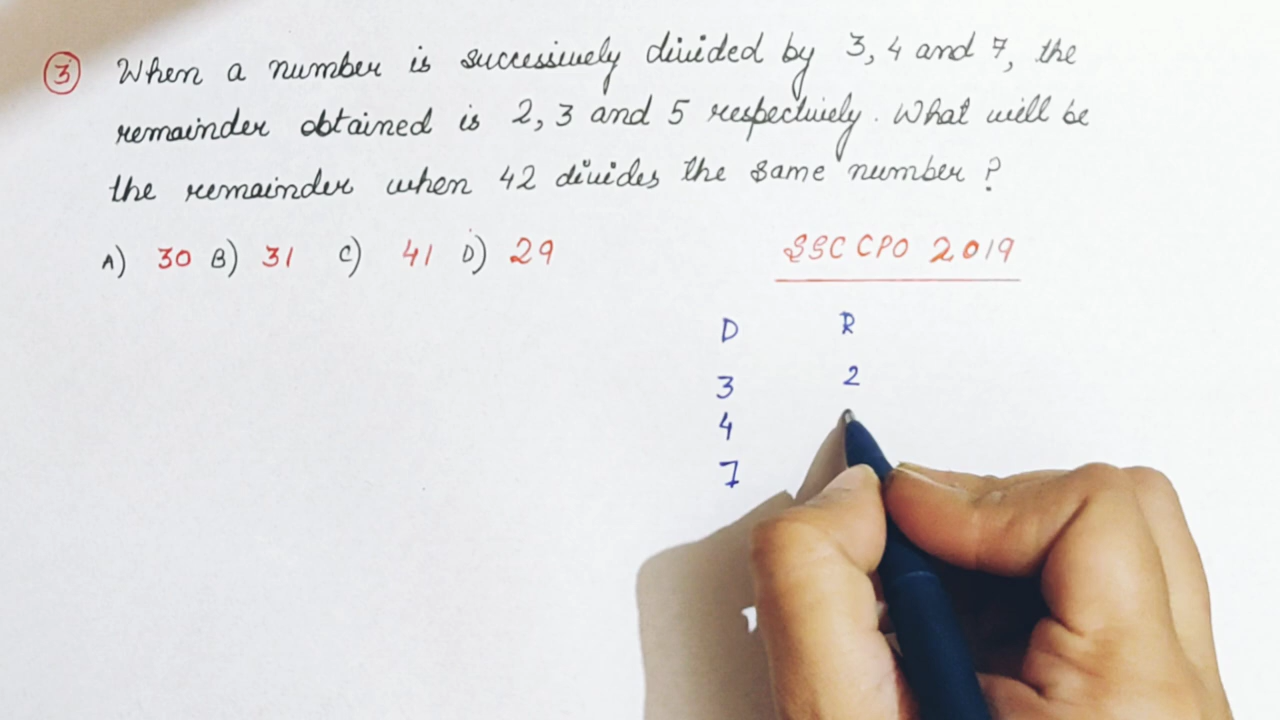 3 When a number is successively divided by 3, 4 and 7, the
remainder obtained is 2, 3 and 5 respectively. What will be
the remainder when 42 divides the same number ?
A) 30 B) 31 C) 41 D) 29
SSC CPO 2019
D R
3 2
4
7